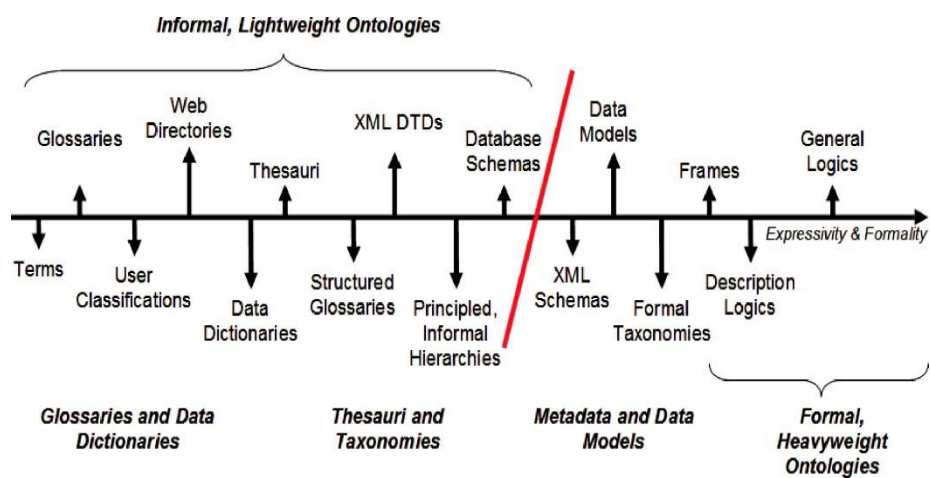 Informal, Lightweight Ontologies
Glossaries
Web
Directories
Thesauri
XML DTDs
Database
Schemas
Data
Models
Frames
General
Logics
Expressivity & Formality
Terms
User
Classifications
Data
Dictionaries
Structured
Glossaries
Principled,
Informal
Hierarchies
XML
Schemas
Formal
Taxonomies
Description
Logics
Glossaries and Data
Dictionaries
Thesauri and
Taxonomies
Metadata and Data
Models
Formal,
Heavyweight
Ontologies